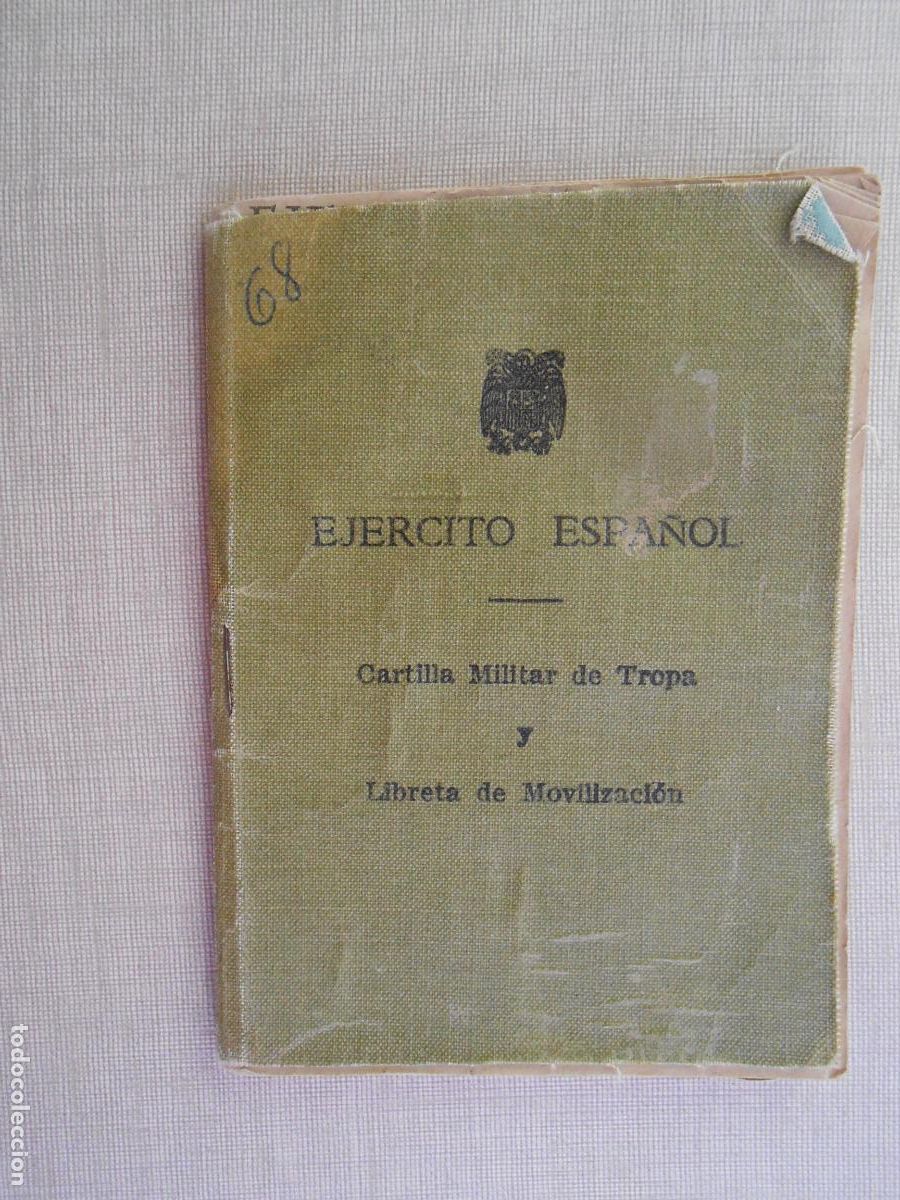 68
EJERCITO ESPAÑOL
Cartilla Militar de Tropa
y
Libreta de Movilización
todocoleccion